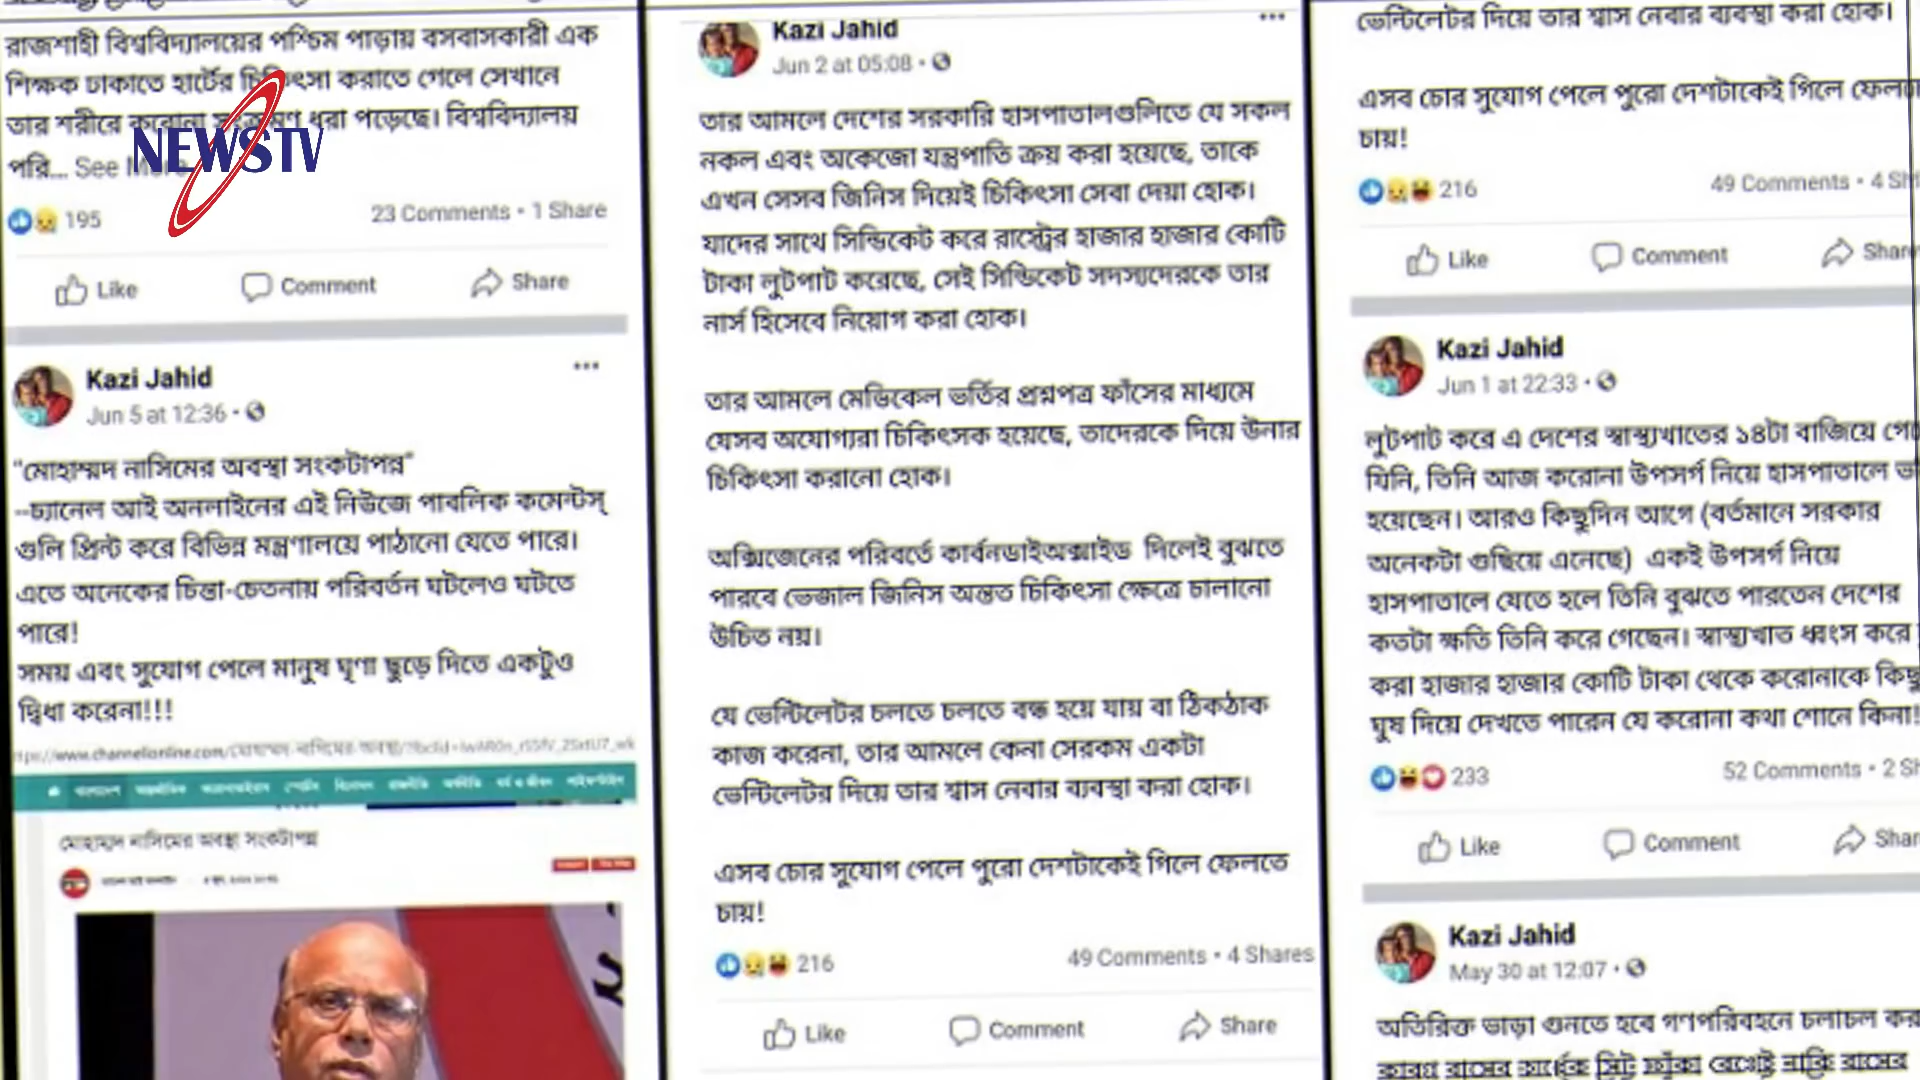 রাজশাহী বিশ্ববিদ্যালয়ের পশ্চিম পাড়ায় বসবাসকারী এক
শিক্ষক ঢাকাতে হার্টের চিকিৎসা করাতে গেলে সেখানে
তার শরীরে করোনা সংক্রমণ ধরা পড়েছে। বিশ্ববিদ্যালয়
পরি... See More
NEWSTV
195
23 Comments • 1 Share
Like Comment Share
Kazi Jahid
Jun 5 at 12:36
"মোহাম্মদ নাসিমের অবস্থা সংকটাপন্ন"
--চ্যানেল আই অনলাইনের এই নিউজে পাবলিক কমেন্টস্
গুলি প্রিন্ট করে বিভিন্ন মন্ত্রণালয়ে পাঠানো যেতে পারে।
এতে অনেকের চিন্তা-চেতনায় পরিবর্তন ঘটলেও ঘটতে
পারে!
সময় এবং সুযোগ পেলে মানুষ ঘৃণা ছুড়ে দিতে একটুও
দ্বিধা করেনা!!!
মোহাম্মদ নাসিমের অবস্থা সংকটাপন্ন
Kazi Jahid
Jun 2 at 05:08
তার আমলে দেশের সরকারি হাসপাতালগুলিতে যে সকল
নকল এবং অকেজো যন্ত্রপাতি ক্রয় করা হয়েছে, তাকে
এখন সেসব জিনিস দিয়েই চিকিৎসা সেবা দেয়া হোক।
যাদের সাথে সিন্ডিকেট করে রাস্ট্রের হাজার হাজার কোটি
টাকা লুটপাট করেছে, সেই সিন্ডিকেট সদস্যদেরকে তার
নার্স হিসেবে নিয়োগ করা হোক।
তার আমলে মেডিকেল ভর্তির প্রশ্নপত্র ফাঁসের মাধ্যমে
যেসব অযোগ্যরা চিকিৎসক হয়েছে, তাদেরকে দিয়ে উনার
চিকিৎসা করানো হোক।
অক্সিজেনের পরিবর্তে কার্বনডাইঅক্সাইড দিলেই বুঝতে
পারবে ভেজাল জিনিস অন্তত চিকিৎসা ক্ষেত্রে চালানো
উচিত নয়।
যে ভেন্টিলেটর চলতে চলতে বন্ধ হয়ে যায় বা ঠিকঠাক
কাজ করেনা, তার আমলে কেনা সেরকম একটা
ভেন্টিলেটর দিয়ে তার শ্বাস নেবার ব্যবস্থা করা হোক।
এসব চোর সুযোগ পেলে পুরো দেশটাকেই গিলে ফেলতে
চায়!
216
49 Comments • 4 Shares
Like Comment Share
ভেন্টিলেটর দিয়ে তার শ্বাস নেবার ব্যবস্থা করা হোক।
এসব চোর সুযোগ পেলে পুরো দেশটাকেই গিলে
চায়!
216
49 Comments • 4
Like Comment Share
Kazi Jahid
Jun 1 at 22:33
লুটপাট করে এ দেশের স্বাস্থ্যখাতের ১৪টা বাজিয়ে
যিনি, তিনি আজ করোনা উপসর্গ নিয়ে হাসপাতালে
হয়েছেন। আরও কিছুদিন আগে (বর্তমানে সরকার
অনেকটা গুছিয়ে এনেছে) একই উপসর্গ নিয়ে
হাসপাতালে যেতে হলে তিনি বুঝতে পারতেন দেশের
কতটা ক্ষতি তিনি করে গেছেন। স্বাস্থ্যখাত ধ্বংস করে
করা হাজার হাজার কোটি টাকা থেকে করোনাকে কিছু
ঘুষ দিয়ে দেখতে পারেন যে করোনা কথা শোনে কিনা!
233
52 Comments • 2
Like Comment Share
Kazi Jahid
May 30 at 12:07
অতিরিক্ত ভাড়া গুনতে হবে গণপরিবহনে চলাচল